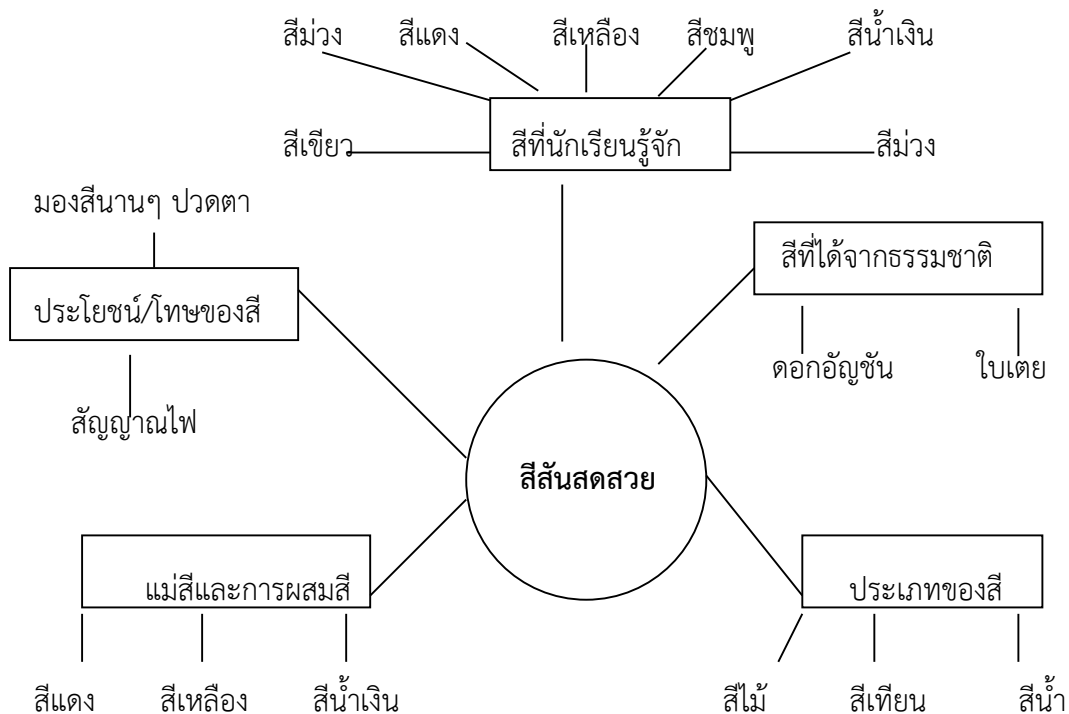 สีม่วง สีแดง สีเหลือง สีชมพู สีน้ำเงิน
สีเขียว สีที่นักเรียนรู้จัก สีม่วง
มองสีนานๆ ปวดตา
สีที่ได้จากธรรมชาติ
ประโยชน์/โทษของสี
ดอกอัญชัน ใบเตย
สัญญาณไฟ
สีสันสดสวย
แม่สีและการผสมสี ประเภทของสี
สีแดง สีเหลือง สีน้ำเงิน สีไม้ สีเทียน สีน้ำ